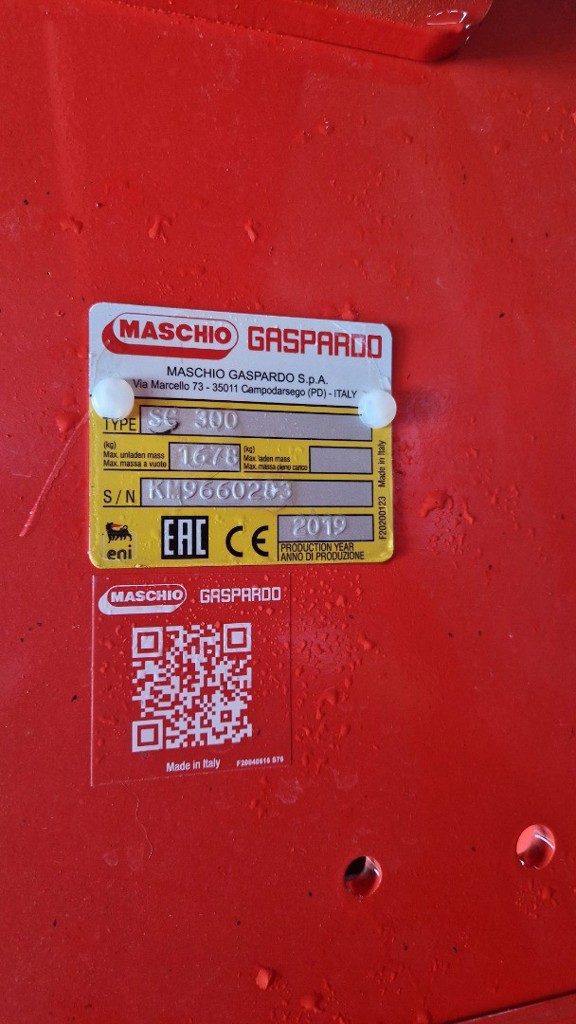 MASCHIO GASPARDO
MASCHIO GASPARDO S.p.A.
Via Marcello 73 - 35011 Campodarsego (PD) - ITALY
TYPE SC 300
(kg)
Max. unladen mass
Max. massa a vuoto
1678
(kg)
Max. laden mass
Max. massa pieno carico
S/N
eni
EAC CE
2019
PRODUCTION YEAR
ANNO DI PRODUZIONE
F20200123 Made in Italy
MASCHIO GASPARDO
Made in Italy F20040616 S76